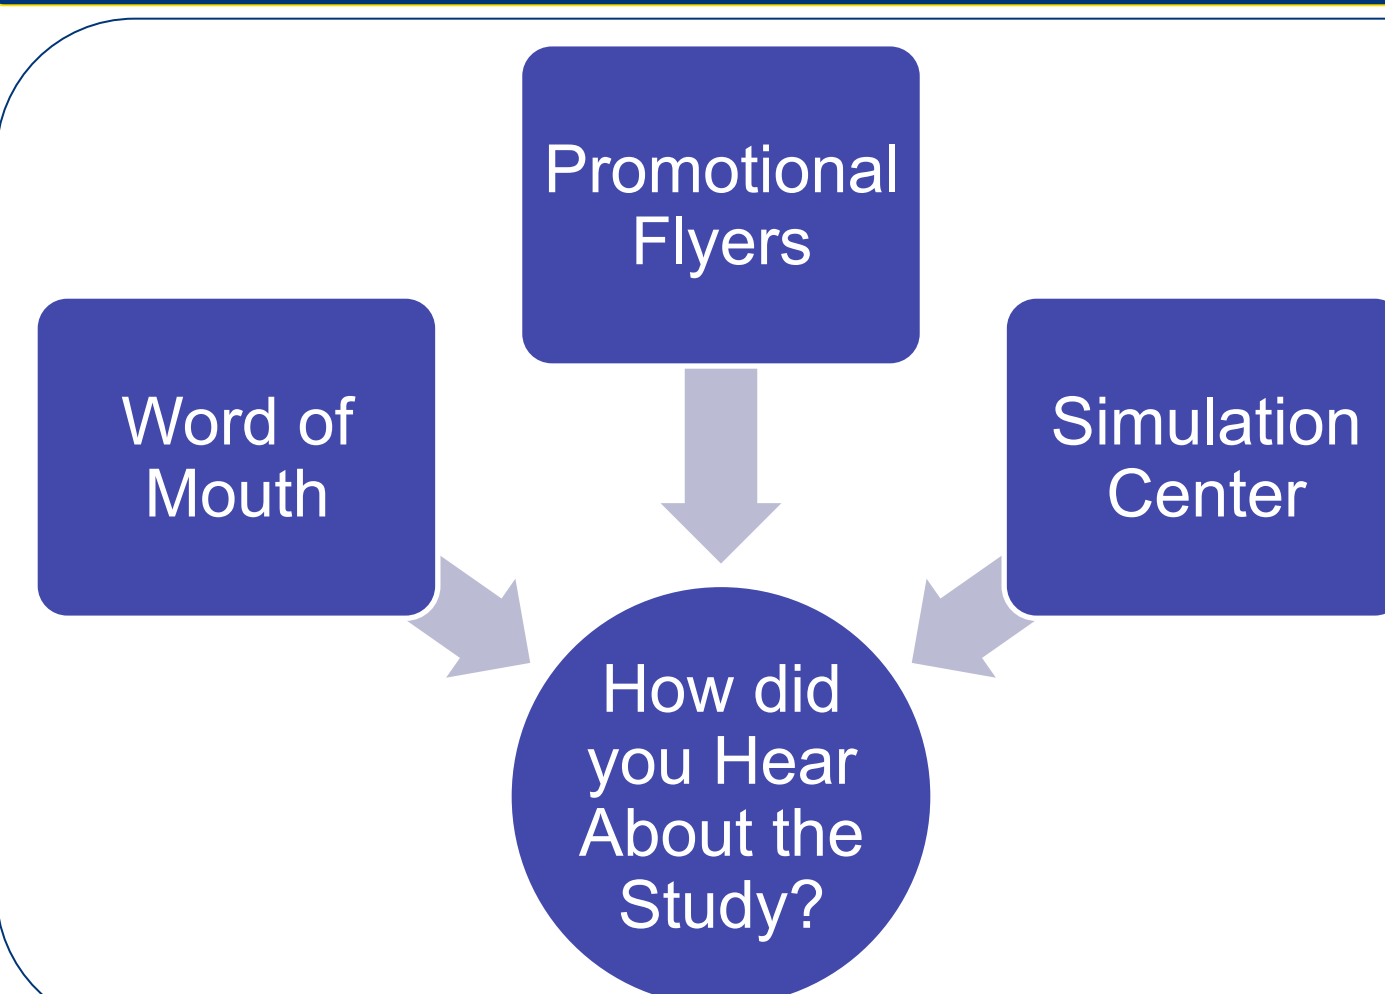 Promotional
Flyers
Word of
Mouth
Simulation
Center
How did
you Hear
About the
Study?